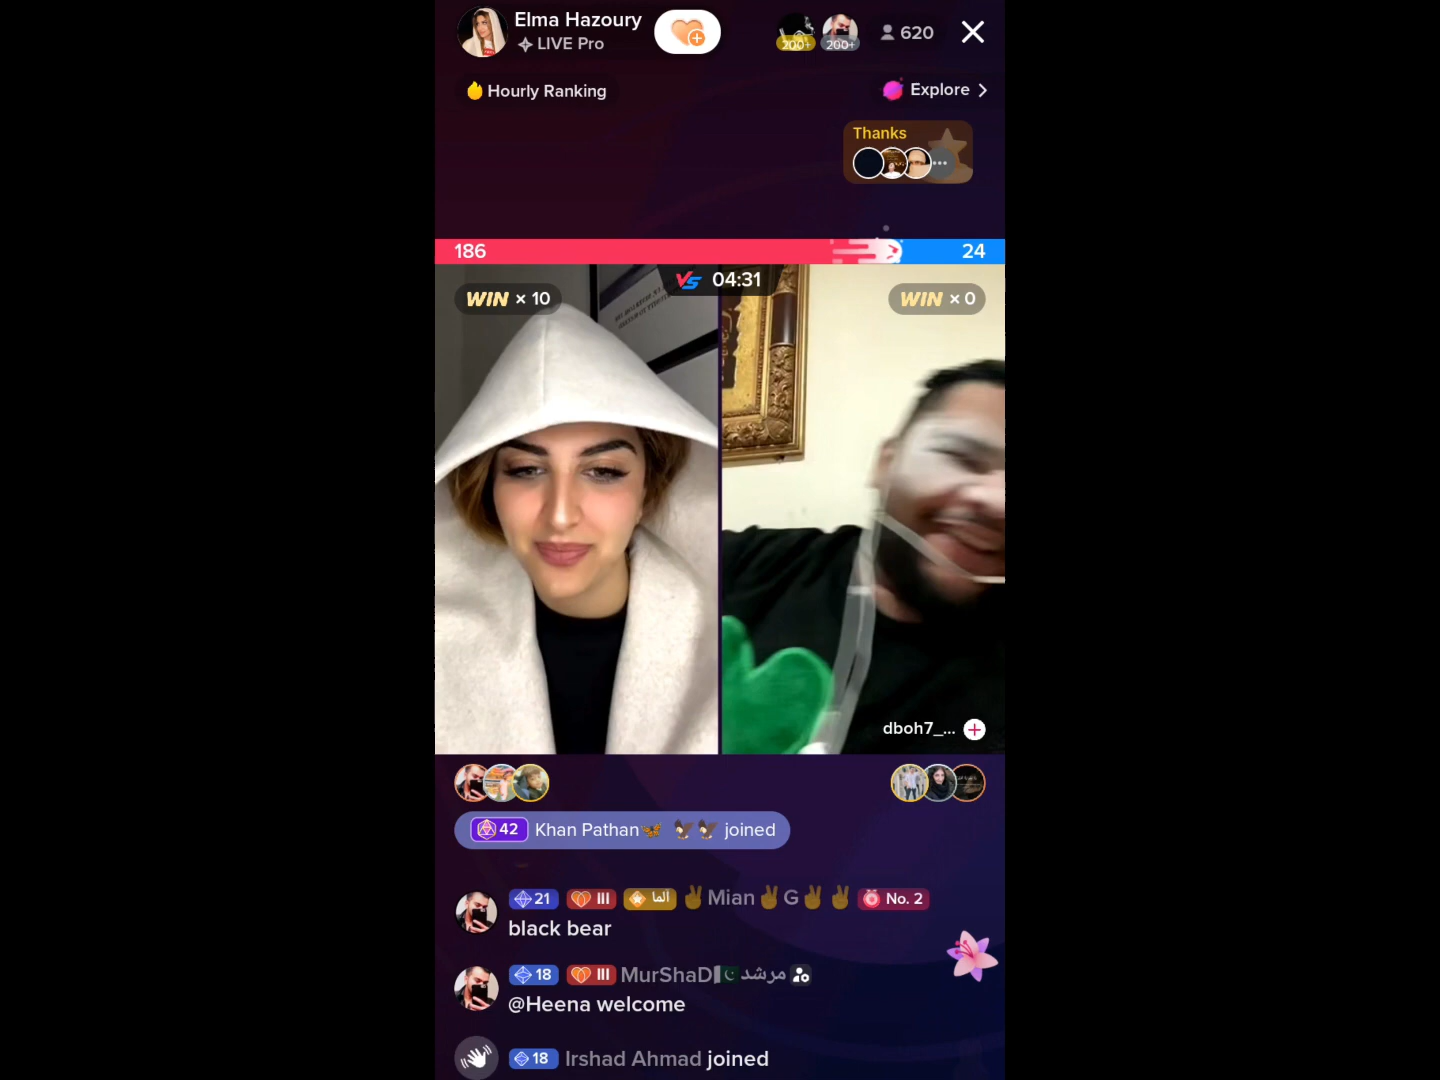 Elma Hazoury
LIVE Pro
200+
200+
620
Hourly Ranking
Explore
Thanks
186
24
VS 04:31
WIN × 10
WIN × 0
dboh7_...
42 Khan Pathan🦋 🦅🦅 joined
21 III ألما ✌Mian✌G✌✌ No. 2
black bear
18 III MurShaD🇵🇰مرشد
@Heena welcome
18 Irshad Ahmad joined